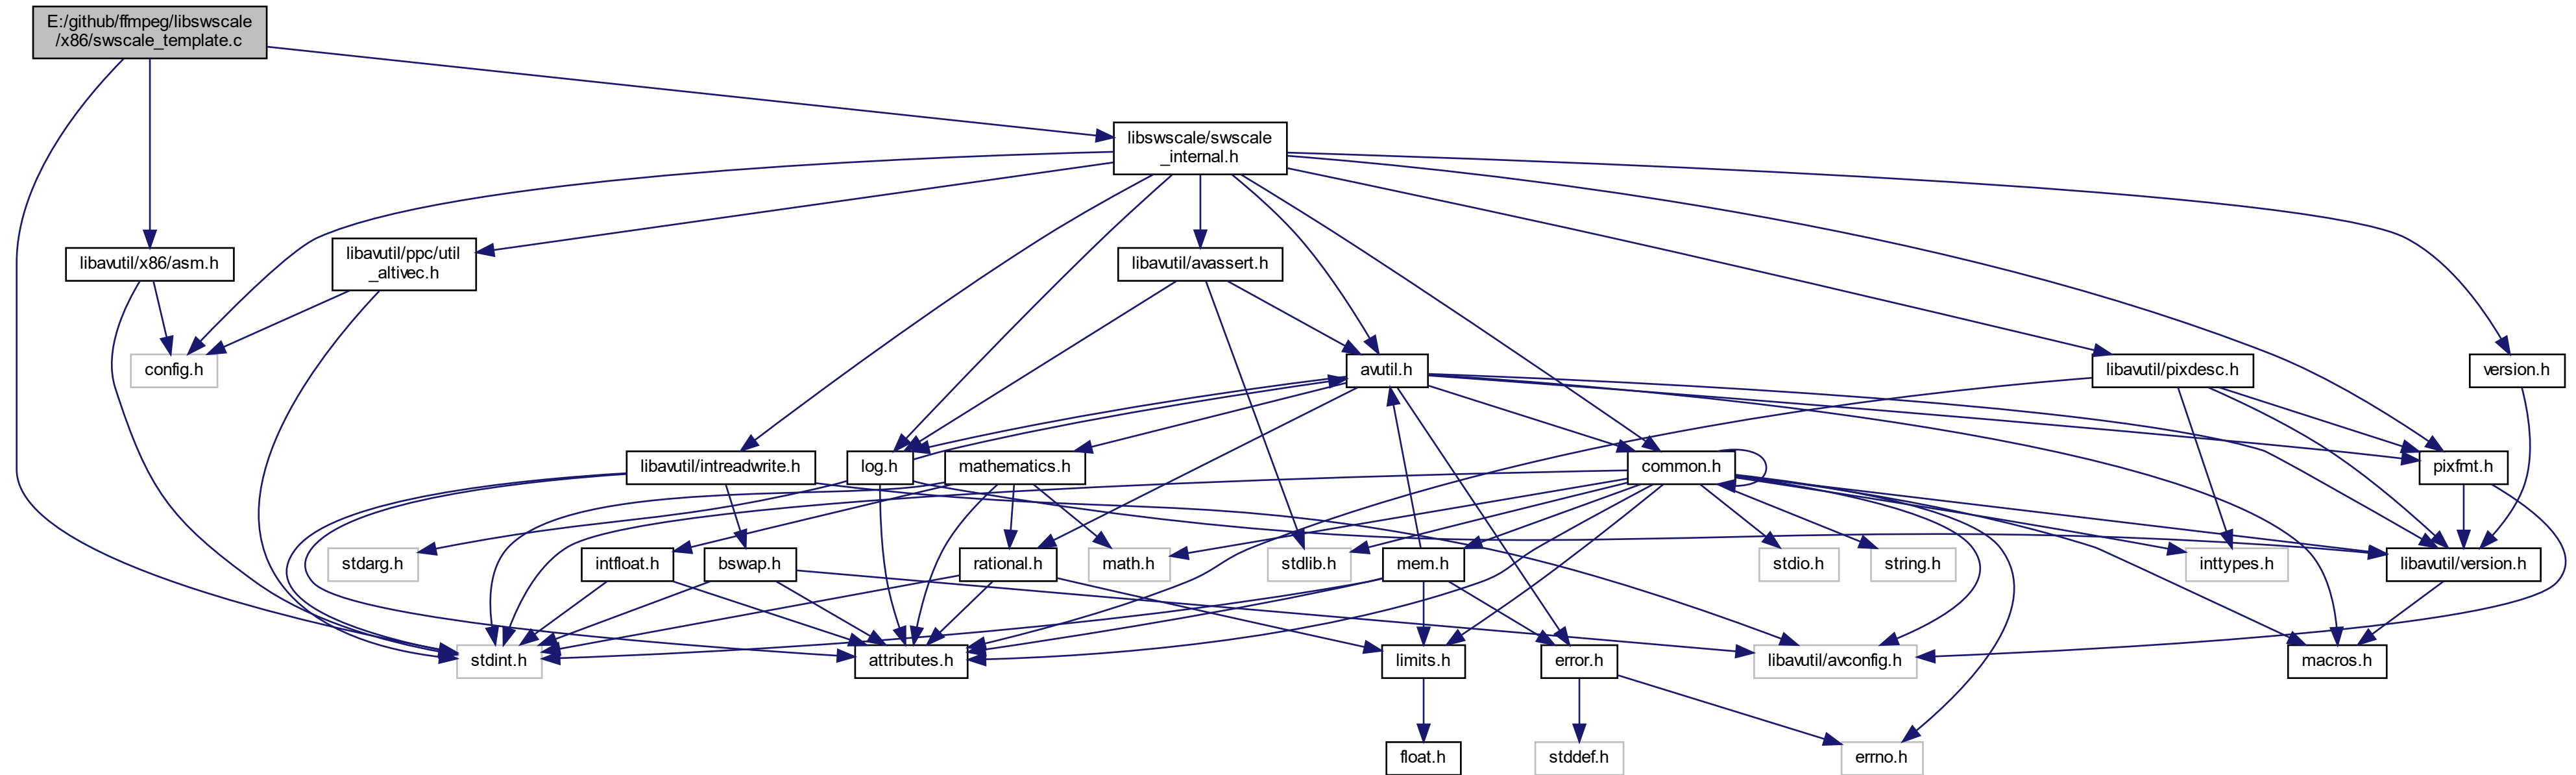 E:/github/ffmpeg/libswscale
/x86/swscale_template.c
libswscale/swscale
_internal.h
libavutil/x86/asm.h
libavutil/ppc/util
_altivec.h
libavutil/avassert.h
config.h
avutil.h
libavutil/pixdesc.h
version.h
libavutil/intreadwrite.h
log.h
mathematics.h
common.h
pixfmt.h
stdarg.h
intfloat.h
bswap.h
rational.h
math.h
stdlib.h
mem.h
stdio.h
string.h
inttypes.h
libavutil/version.h
stdint.h
attributes.h
limits.h
error.h
libavutil/avconfig.h
macros.h
float.h
stddef.h
errno.h